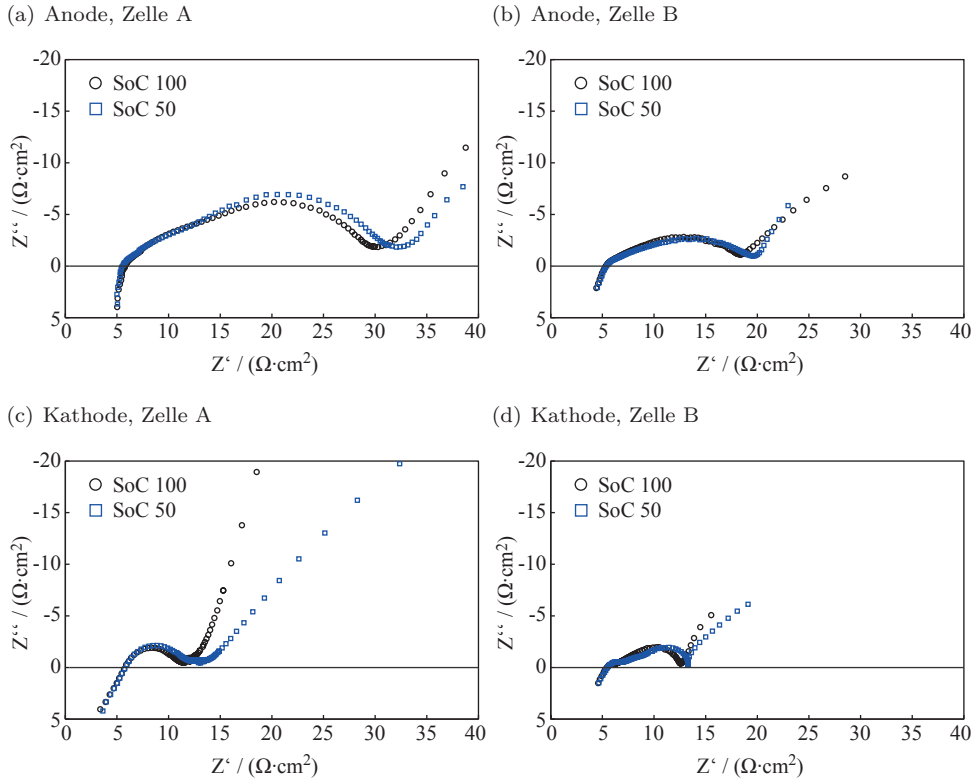 (a) Anode, Zelle A
-20
-15
-10
-5
0
5
Z‘‘ / (Ω·cm²)
SoC 100
SoC 50
0 5 10 15 20 25 30 35 40
Z‘ / (Ω·cm²)
(b) Anode, Zelle B
-20
-15
-10
-5
0
5
Z‘‘ / (Ω·cm²)
SoC 100
SoC 50
0 5 10 15 20 25 30 35 40
Z‘ / (Ω·cm²)
(c) Kathode, Zelle A
-20
-15
-10
-5
0
5
Z‘‘ / (Ω·cm²)
SoC 100
SoC 50
0 5 10 15 20 25 30 35 40
Z‘ / (Ω·cm²)
(d) Kathode, Zelle B
-20
-15
-10
-5
0
5
Z‘‘ / (Ω·cm²)
SoC 100
SoC 50
0 5 10 15 20 25 30 35 40
Z‘ / (Ω·cm²)